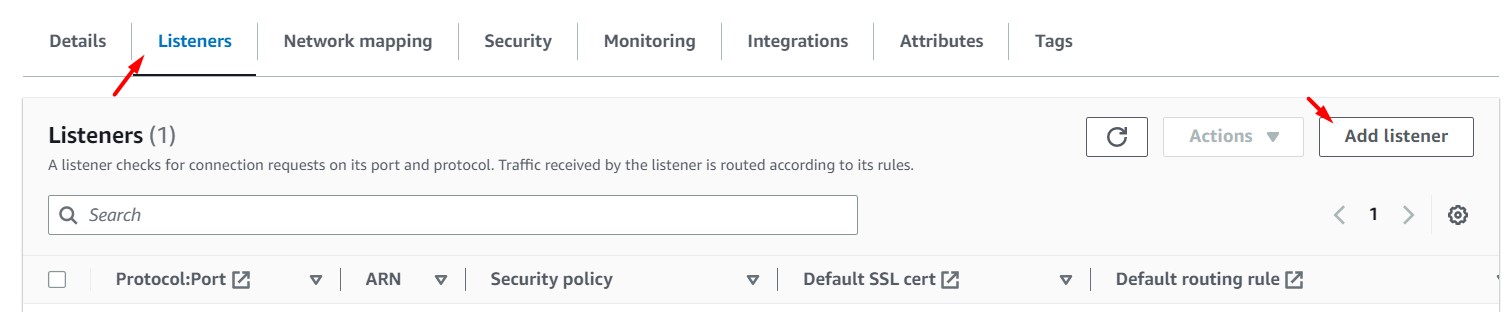 Details Listeners Network mapping Security Monitoring Integrations Attributes Tags
Listeners (1)
Actions Add listener
A listener checks for connection requests on its port and protocol. Traffic received by the listener is routed according to its rules.
Search
1
Protocol:Port ARN Security policy Default SSL cert Default routing rule